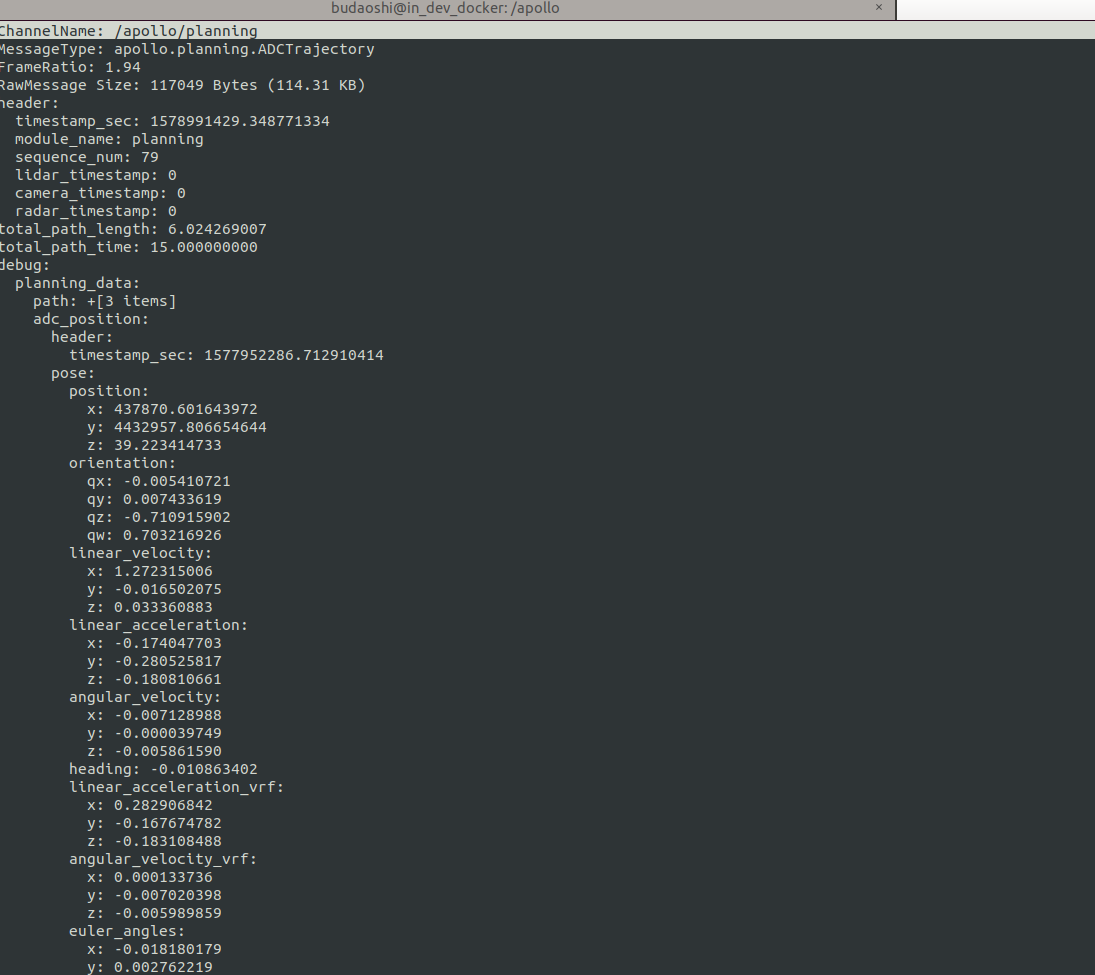 budaoshi@in_dev_docker: /apollo ×
ChannelName: /apollo/planning
MessageType: apollo.planning.ADCTrajectory
FrameRatio: 1.94
RawMessage Size: 117049 Bytes (114.31 KB)
header:
  timestamp_sec: 1578991429.348771334
  module_name: planning
  sequence_num: 79
  lidar_timestamp: 0
  camera_timestamp: 0
  radar_timestamp: 0
total_path_length: 6.024269007
total_path_time: 15.000000000
debug:
  planning_data:
    path: +[3 items]
    adc_position:
      header:
        timestamp_sec: 1577952286.712910414
      pose:
        position:
          x: 437870.601643972
          y: 4432957.806654644
          z: 39.223414733
        orientation:
          qx: -0.005410721
          qy: 0.007433619
          qz: -0.710915902
          qw: 0.703216926
        linear_velocity:
          x: 1.272315006
          y: -0.016502075
          z: 0.033360883
        linear_acceleration:
          x: -0.174047703
          y: -0.280525817
          z: -0.180810661
        angular_velocity:
          x: -0.007128988
          y: -0.000039749
          z: -0.005861590
        heading: -0.010863402
        linear_acceleration_vrf:
          x: 0.282906842
          y: -0.167674782
          z: -0.183108488
        angular_velocity_vrf:
          x: 0.000133736
          y: -0.007020398
          z: -0.005989859
        euler_angles:
          x: -0.018180179
          y: 0.002762219